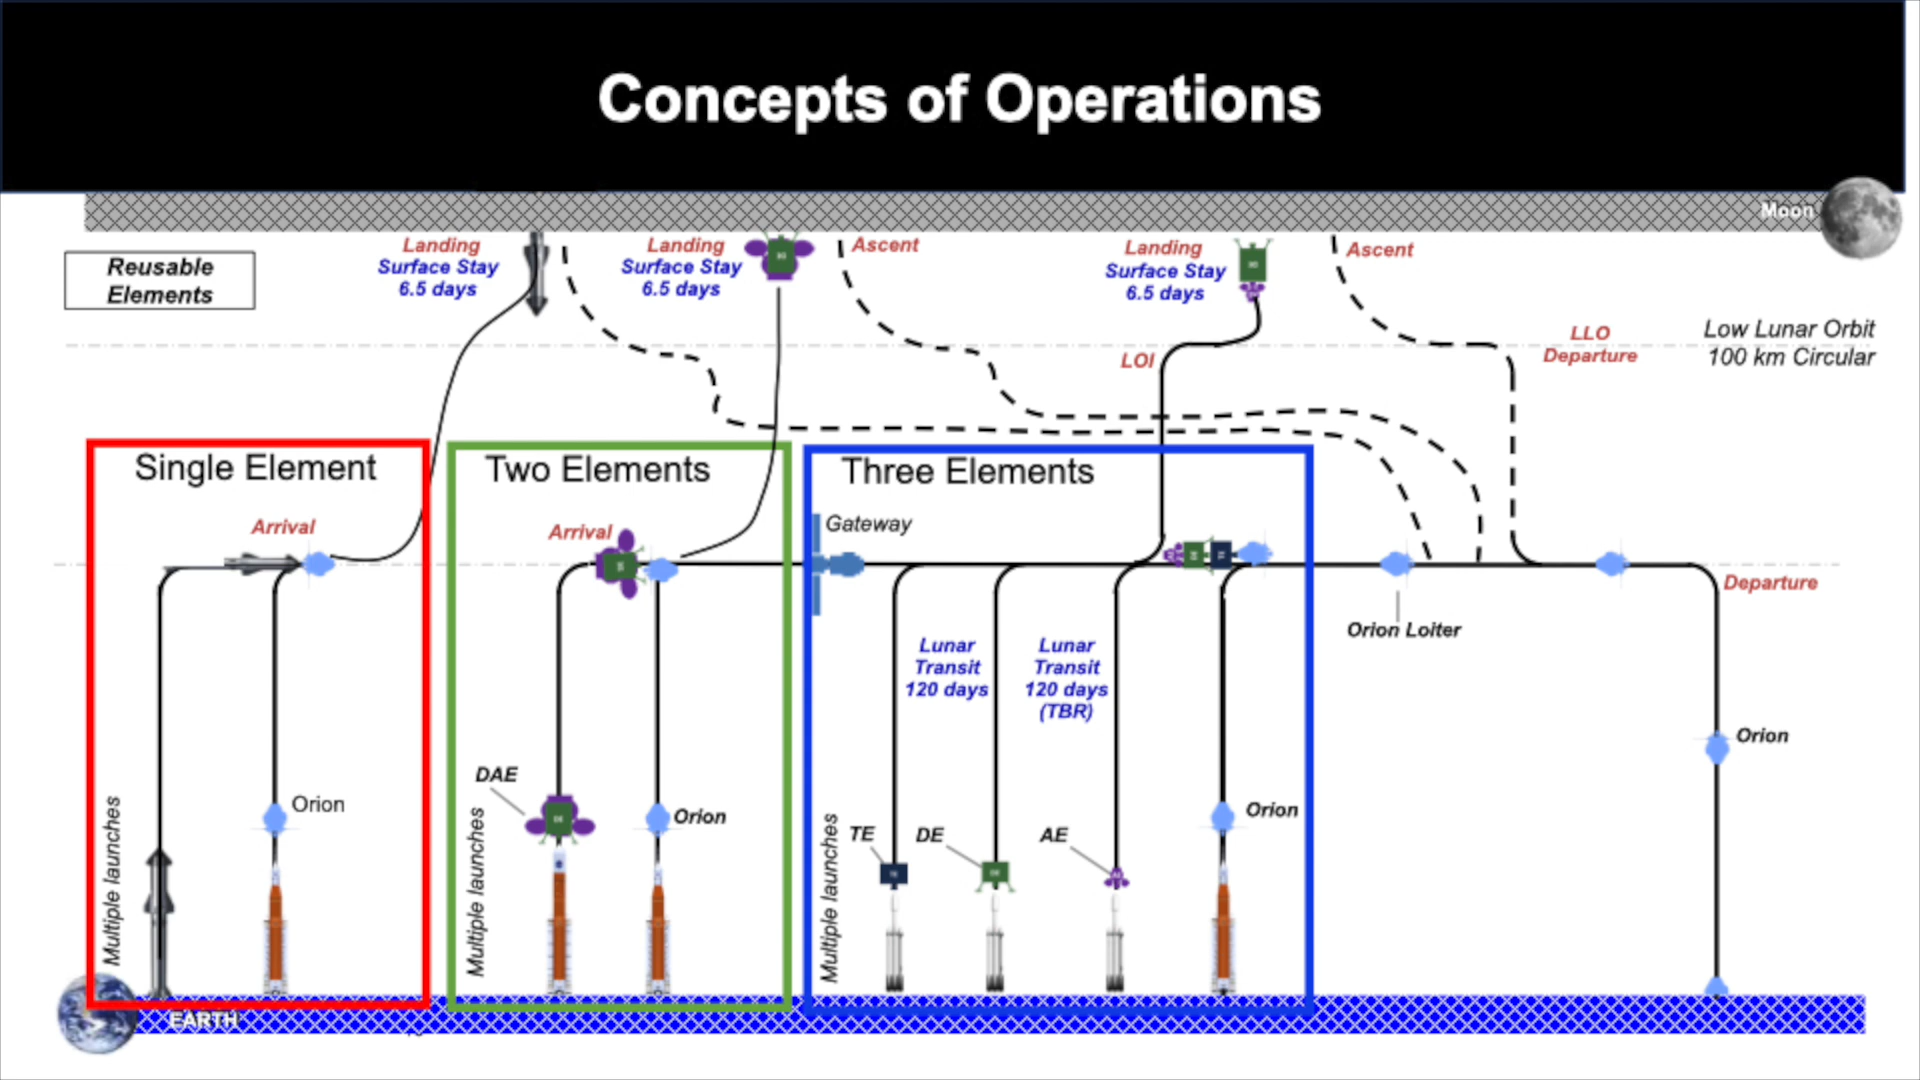 Concepts of Operations
Moon
Reusable
Elements
Landing
Surface Stay
6.5 days
Landing
Surface Stay
6.5 days
Ascent
Landing
Surface Stay
6.5 days
Ascent
LOI
LLO
Departure
Low Lunar Orbit
100 km Circular
Single Element
Arrival
Multiple launches
Orion
Two Elements
Arrival
DAE
Multiple launches
Orion
Three Elements
Gateway
Lunar
Transit
120 days
Lunar
Transit
120 days
(TBR)
TE
DE
AE
Multiple launches
Orion
Orion Loiter
Departure
Orion
EARTH